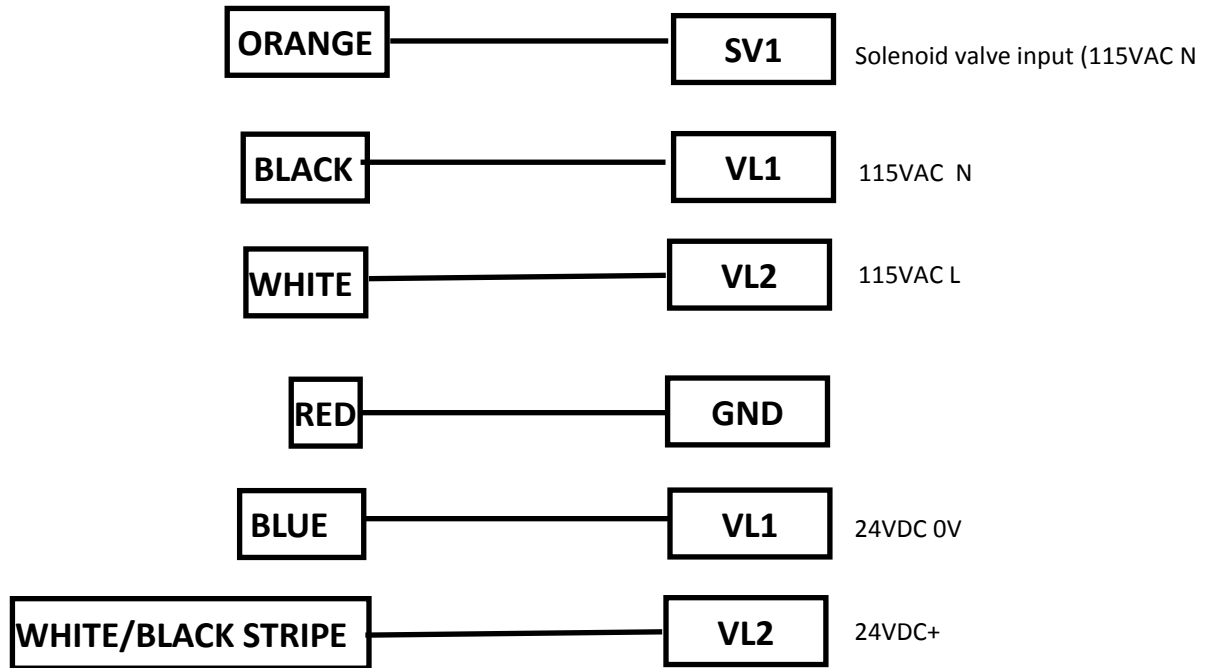 ORANGE SV1 Solenoid valve input (115VAC N
BLACK VL1 115VAC N
WHITE VL2 115VAC L
RED GND
BLUE VL1 24VDC 0V
WHITE/BLACK STRIPE VL2 24VDC+